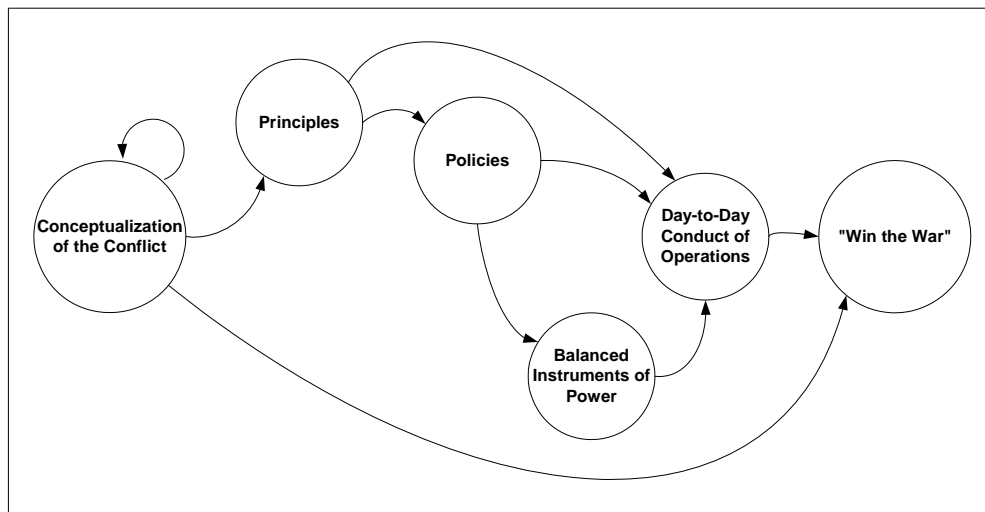 Principles
Policies
Conceptualization
of the Conflict
Day-to-Day
Conduct of
Operations
"Win the War"
Balanced
Instruments of
Power